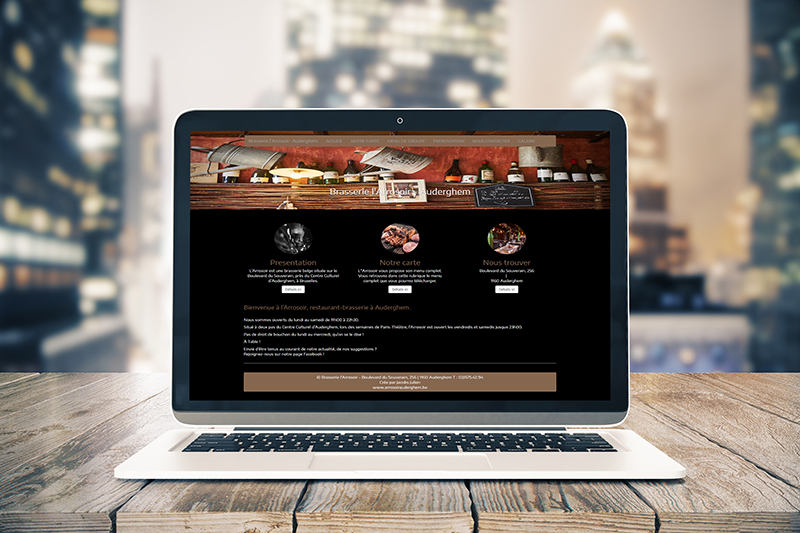 Brasserie l'Arrosoir - Auderghem ACCUEIL
Brasserie l'Arrosoir à Auderghem
Presentation
L'Arrosoir est une brasserie belge située sur le
Boulevard du Souverain, près du Centre Culturel
d'Auderghem, à Bruxelles.
Notre carte
L'Arrosoir vous propose son menu complet.
Vous retrouvez dans cette rubrique le menu
complet que vous pourrez télécharger.
Nous trouver
Boulevard du Souverain, 256
|
1160 Auderghem
Bienvenue à l'Arrosoir, restaurant-brasserie à Auderghem
Nous sommes ouverts du lundi au samedi de 11h00 à 22h30.
Situé à deux pas du Centre Culturel d'Auderghem, lors des semaines de Paris-Théâtre, l'Arrosoir est ouvert les vendredis et samedis jusque 23h00.
Pas de droit de bouchon du lundi au mercredi, qu'on se le dise !
À Table !
Envie d'être tenus au courant de notre actualité, de nos suggestions ?
Rejoignez-nous sur notre page Facebook !
© Brasserie l'Arrosoir - Boulevard du Souverain, 256 | 1160 Auderghem T : 02/675.41.94
Crée par Jacobs Julien
www.arrosoirauderghem.be